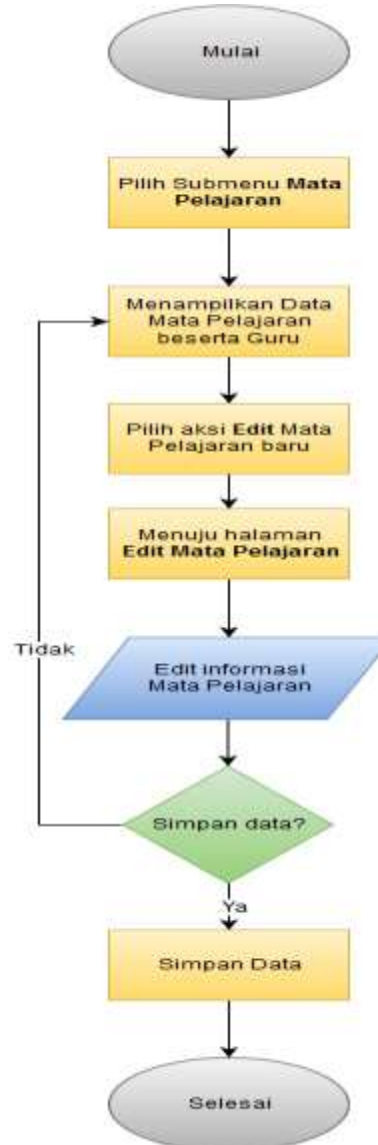 Mulai
Pilih Submenu Mata
Pelajaran
Menampilkan Data
Mata Pelajaran
beserta Guru
Pilih aksi Edit Mata
Pelajaran baru
Menuju halaman
Edit Mata Pelajaran
Edit informasi
Mata Pelajaran
Tidak
Simpan data?
Ya
Simpan Data
Selesai